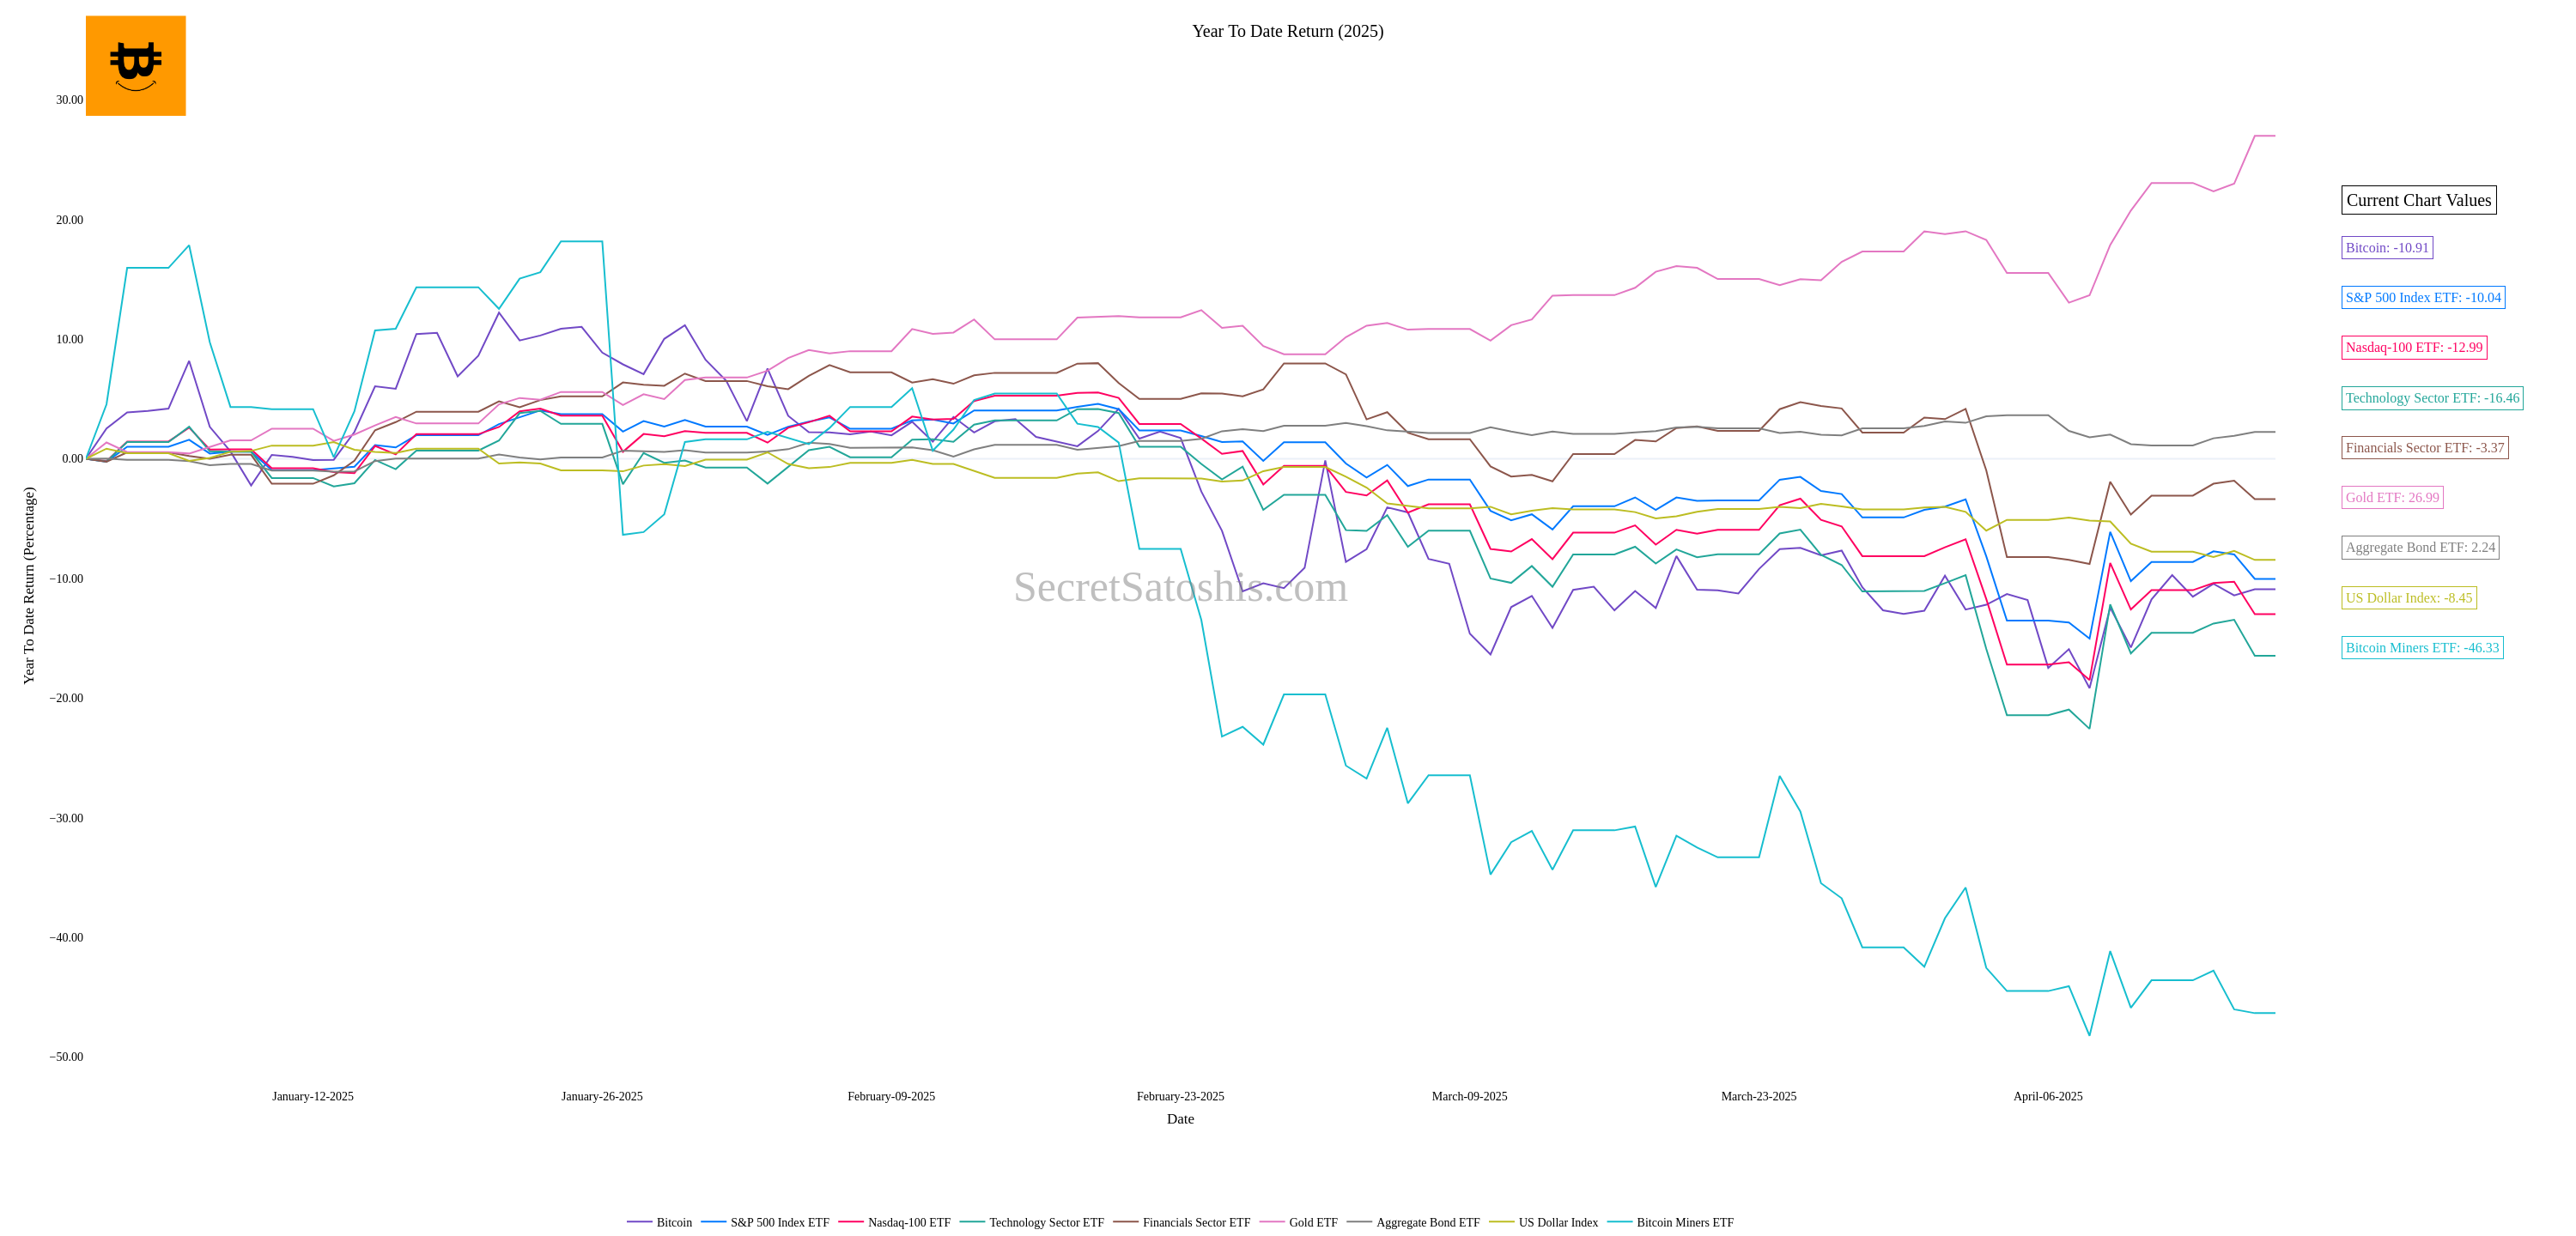 Year To Date Return (2025)
30.00
20.00
10.00
0.00
−10.00
−20.00
−30.00
−40.00
−50.00
Year To Date Return (Percentage)
SecretSatoshis.com
January-12-2025
January-26-2025
February-09-2025
February-23-2025
March-09-2025
March-23-2025
April-06-2025
Date
Current Chart Values
Bitcoin: -10.91
S&P 500 Index ETF: -10.04
Nasdaq-100 ETF: -12.99
Technology Sector ETF: -16.46
Financials Sector ETF: -3.37
Gold ETF: 26.99
Aggregate Bond ETF: 2.24
US Dollar Index: -8.45
Bitcoin Miners ETF: -46.33
Bitcoin S&P 500 Index ETF Nasdaq-100 ETF Technology Sector ETF Financials Sector ETF Gold ETF Aggregate Bond ETF US Dollar Index Bitcoin Miners ETF